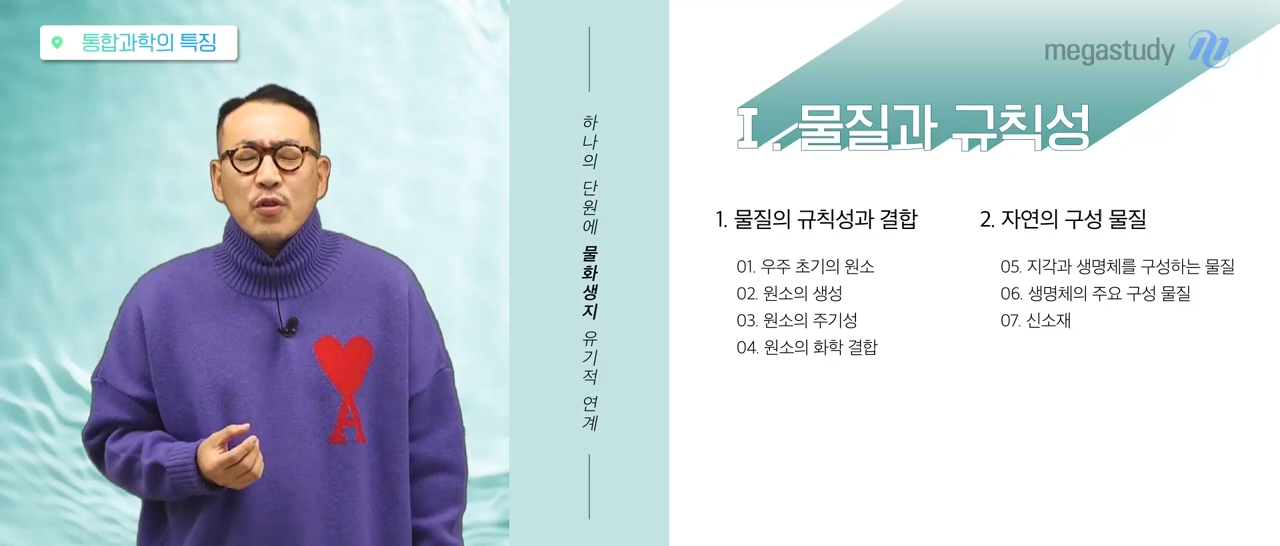 통합과학의 특징
하나의 단원에 물화생지 유기적 연계
megastudy
I. 물질과 규칙성
1. 물질의 규칙성과 결합
01. 우주 초기의 원소
02. 원소의 생성
03. 원소의 주기성
04. 원소의 화학 결합
2. 자연의 구성 물질
05. 지각과 생명체를 구성하는 물질
06. 생명체의 주요 구성 물질
07. 신소재
A